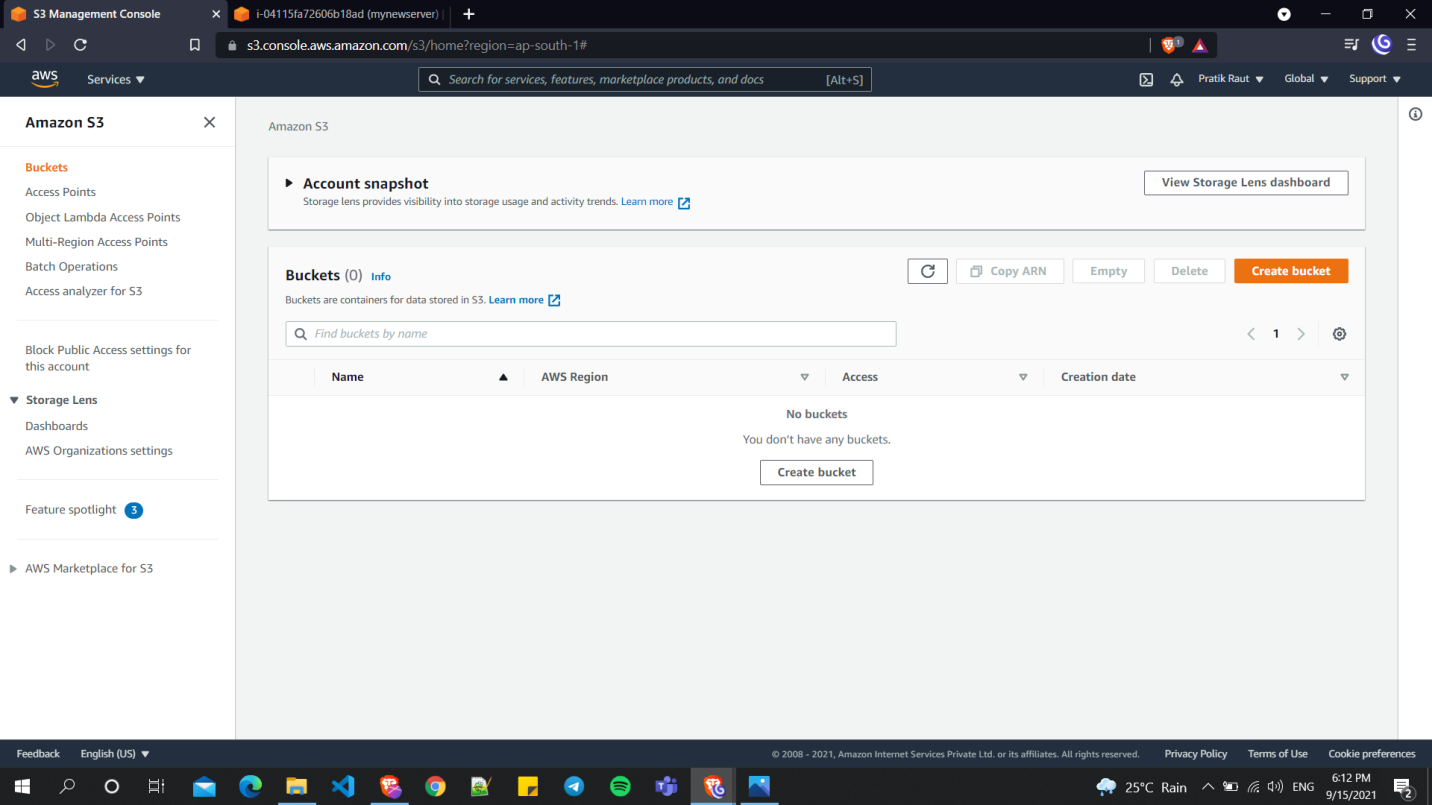 S3 Management Console
i-04115fa72606b18ad (mynewserver)
s3.console.aws.amazon.com/s3/home?region=ap-south-1#
1
aws
Services
Search for services, features, marketplace products, and docs
[Alt+S]
Pratik Raut
Global
Support
Amazon S3
Buckets
Access Points
Object Lambda Access Points
Multi-Region Access Points
Batch Operations
Access analyzer for S3
Block Public Access settings for
this account
Storage Lens
Dashboards
AWS Organizations settings
Feature spotlight 3
AWS Marketplace for S3
Amazon S3
Account snapshot
Storage lens provides visibility into storage usage and activity trends. Learn more
View Storage Lens dashboard
Buckets (0) Info
Buckets are containers for data stored in S3. Learn more
Copy ARN
Empty
Delete
Create bucket
Find buckets by name
1
Name
AWS Region
Access
Creation date
No buckets
You don't have any buckets.
Create bucket
Feedback
English (US)
© 2008 - 2021, Amazon Internet Services Private Ltd. or its affiliates. All rights reserved.
Privacy Policy
Terms of Use
Cookie preferences
25°C Rain
ENG
6:12 PM
9/15/2021
2